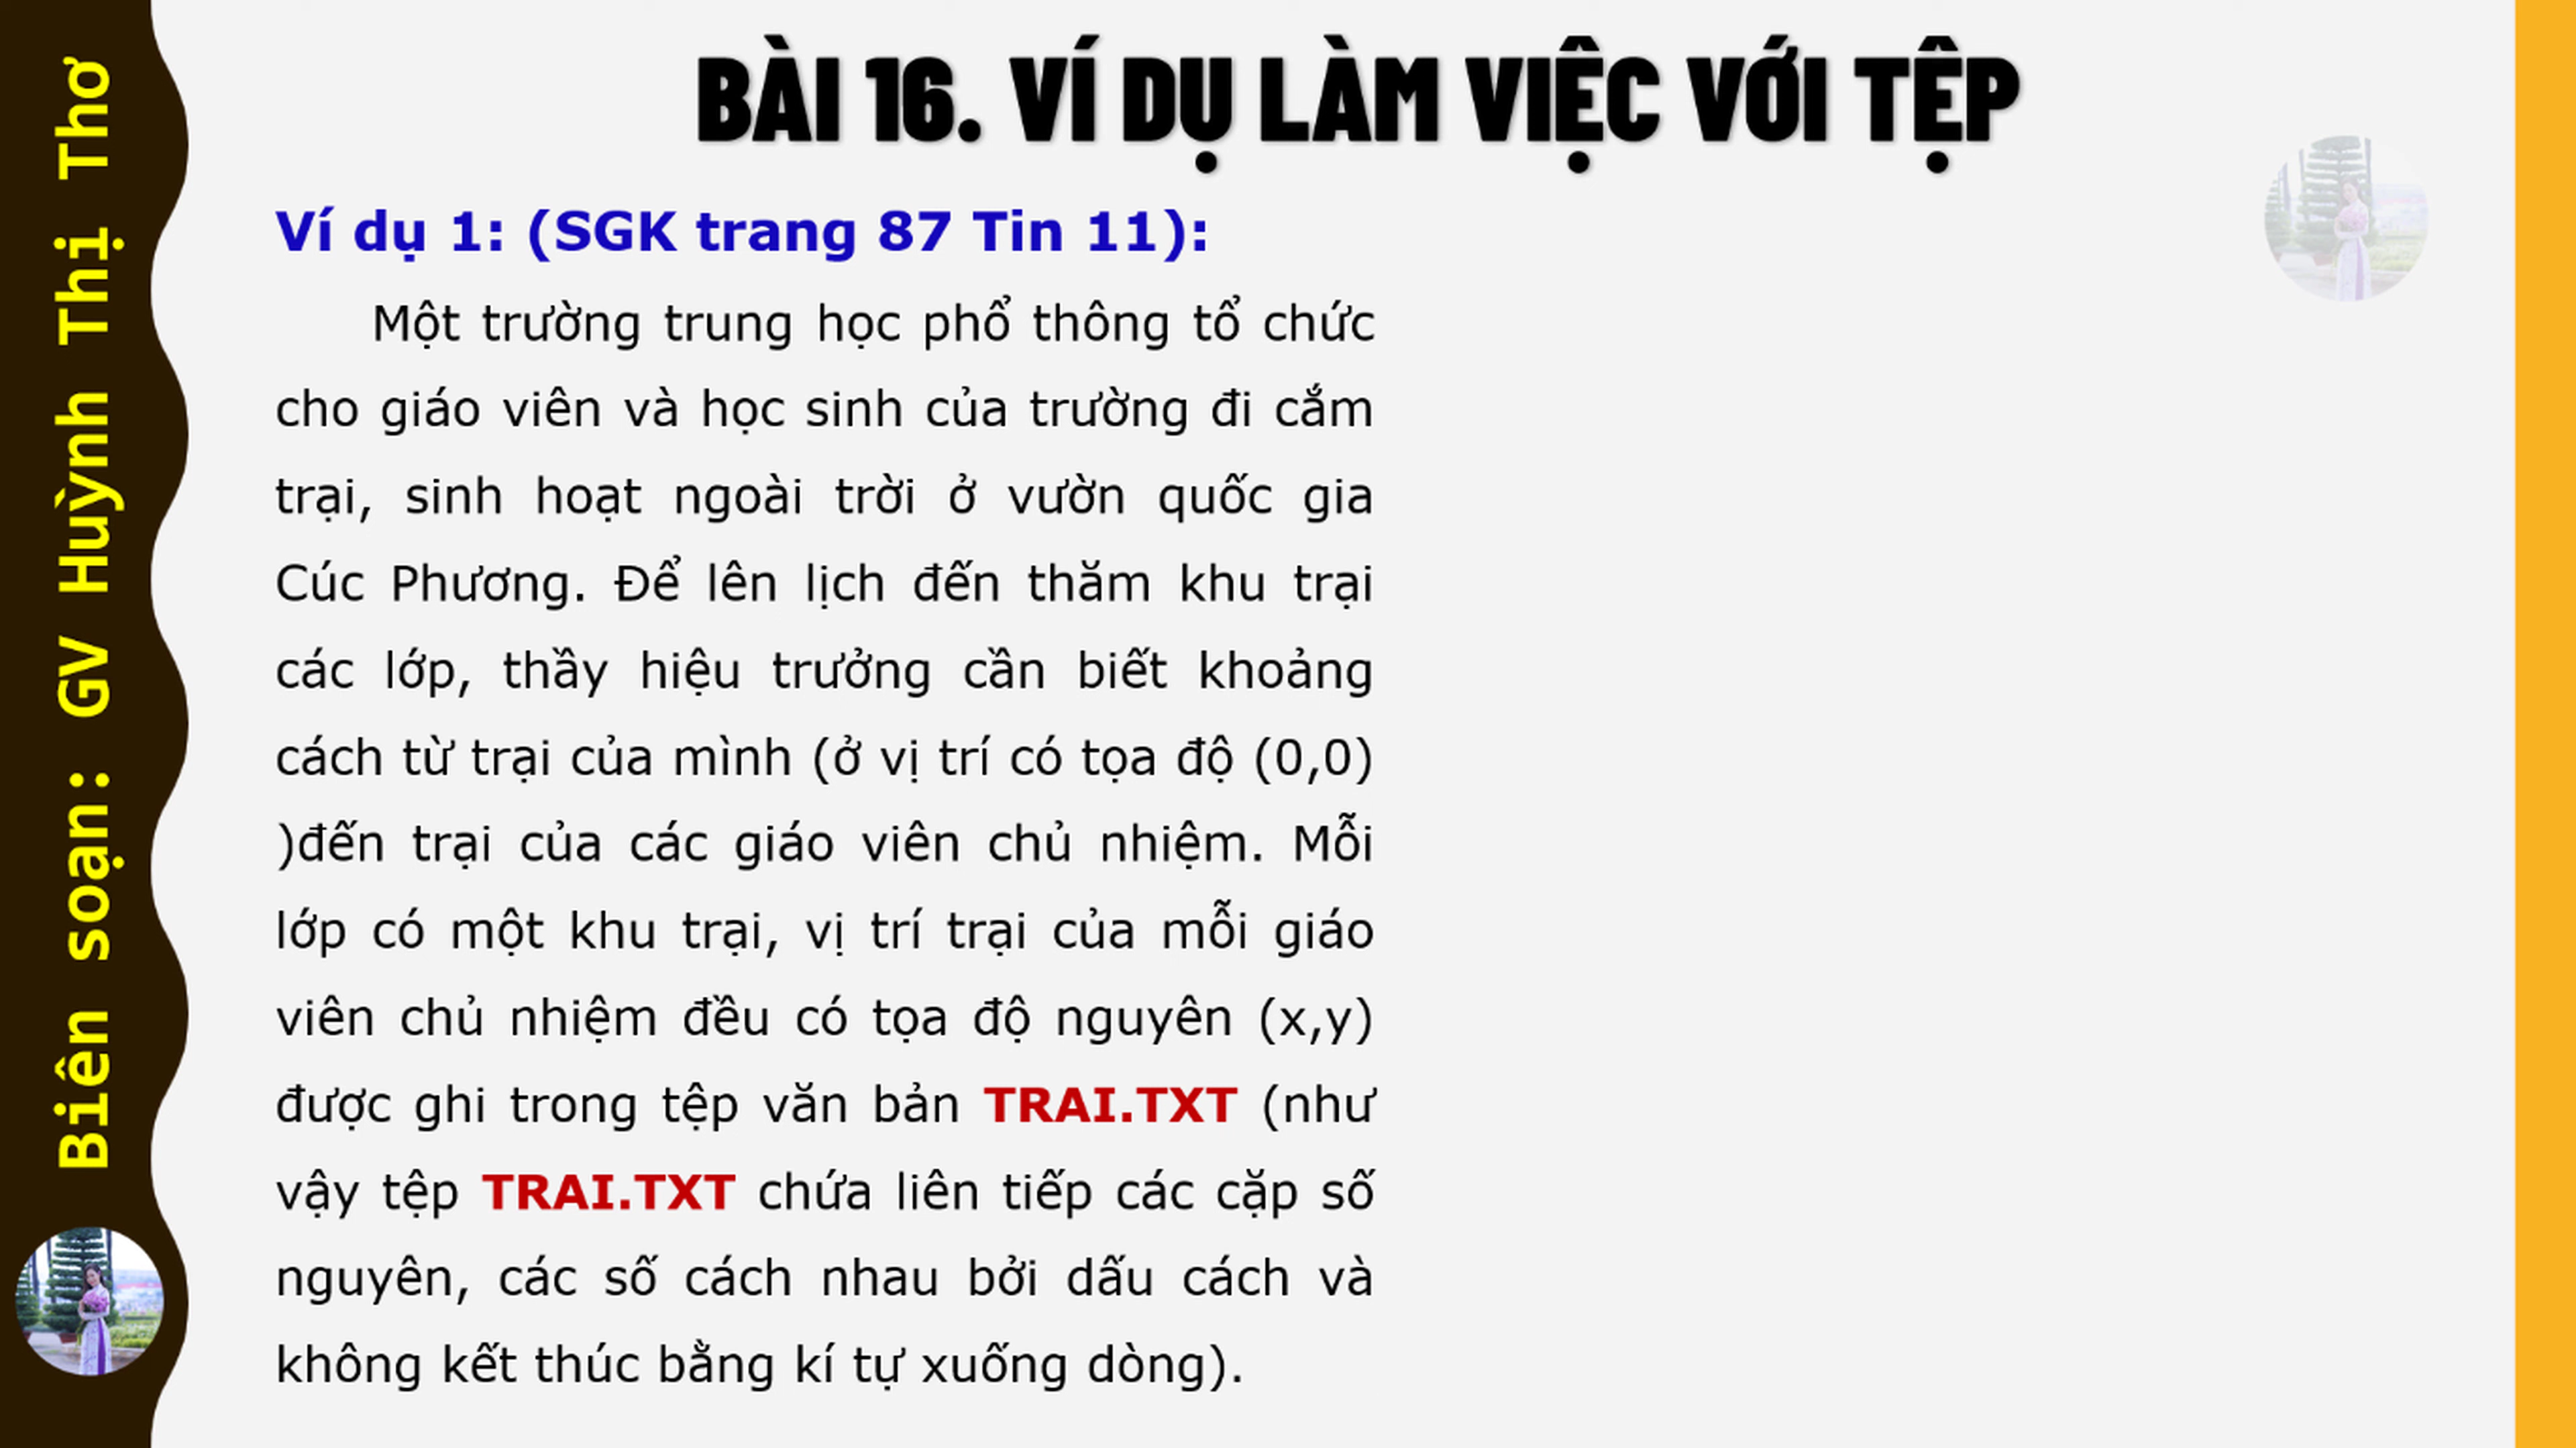 BÀI 16. VÍ DỤ LÀM VIỆC VỚI TỆP
Ví dụ 1: (SGK trang 87 Tin 11):
Một trường trung học phổ thông tổ chức
cho giáo viên và học sinh của trường đi cắm
trại, sinh hoạt ngoài trời ở vườn quốc gia
Cúc Phương. Để lên lịch đến thăm khu trại
các lớp, thầy hiệu trưởng cần biết khoảng
cách từ trại của mình (ở vị trí có tọa độ (0,0)
)đến trại của các giáo viên chủ nhiệm. Mỗi
lớp có một khu trại, vị trí trại của mỗi giáo
viên chủ nhiệm đều có tọa độ nguyên (x,y)
được ghi trong tệp văn bản TRAI.TXT (như
vậy tệp TRAI.TXT chứa liên tiếp các cặp số
nguyên, các số cách nhau bởi dấu cách và
không kết thúc bằng kí tự xuống dòng).
Biên soạn: GV Huỳnh Thị Thơ